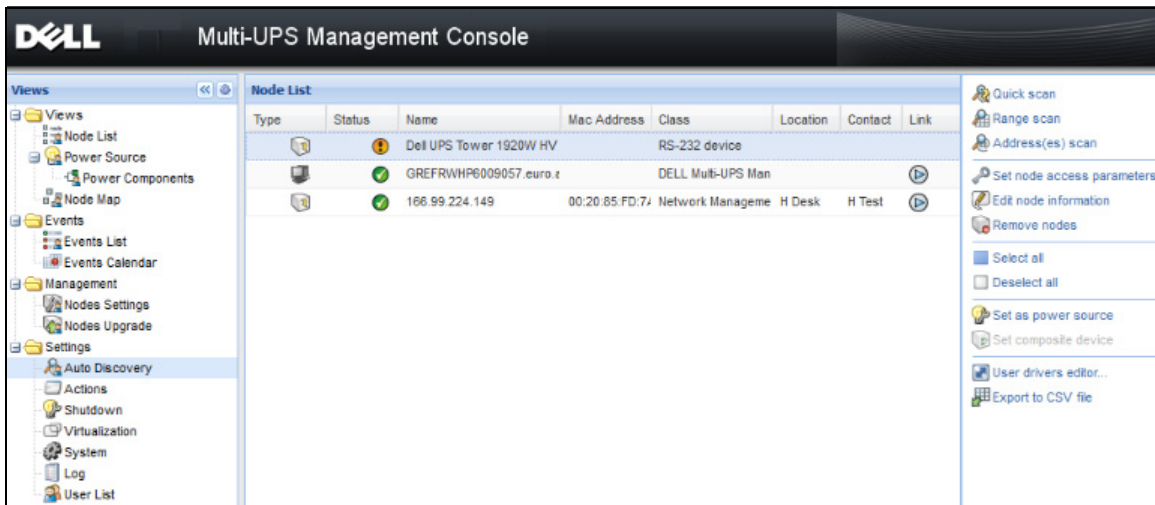 DELL Multi-UPS Management Console
Views
Views
Node List
Power Source
Power Components
Node Map
Events
Events List
Events Calendar
Management
Nodes Settings
Nodes Upgrade
Settings
Auto Discovery
Actions
Shutdown
Virtualization
System
Log
User List
Node List
Type Status Name Mac Address Class Location Contact Link
Dell UPS Tower 1920W HV RS-232 device
GREFRWHP6009057.euro.e DELL Multi-UPS Man
166.99.224.149 00:20:85:FD:7 Network Manageme H Desk H Test
Quick scan
Range scan
Address(es) scan
Set node access parameters
Edit node information
Remove nodes
Select all
Deselect all
Set as power source
Set composite device
User drivers editor...
Export to CSV file